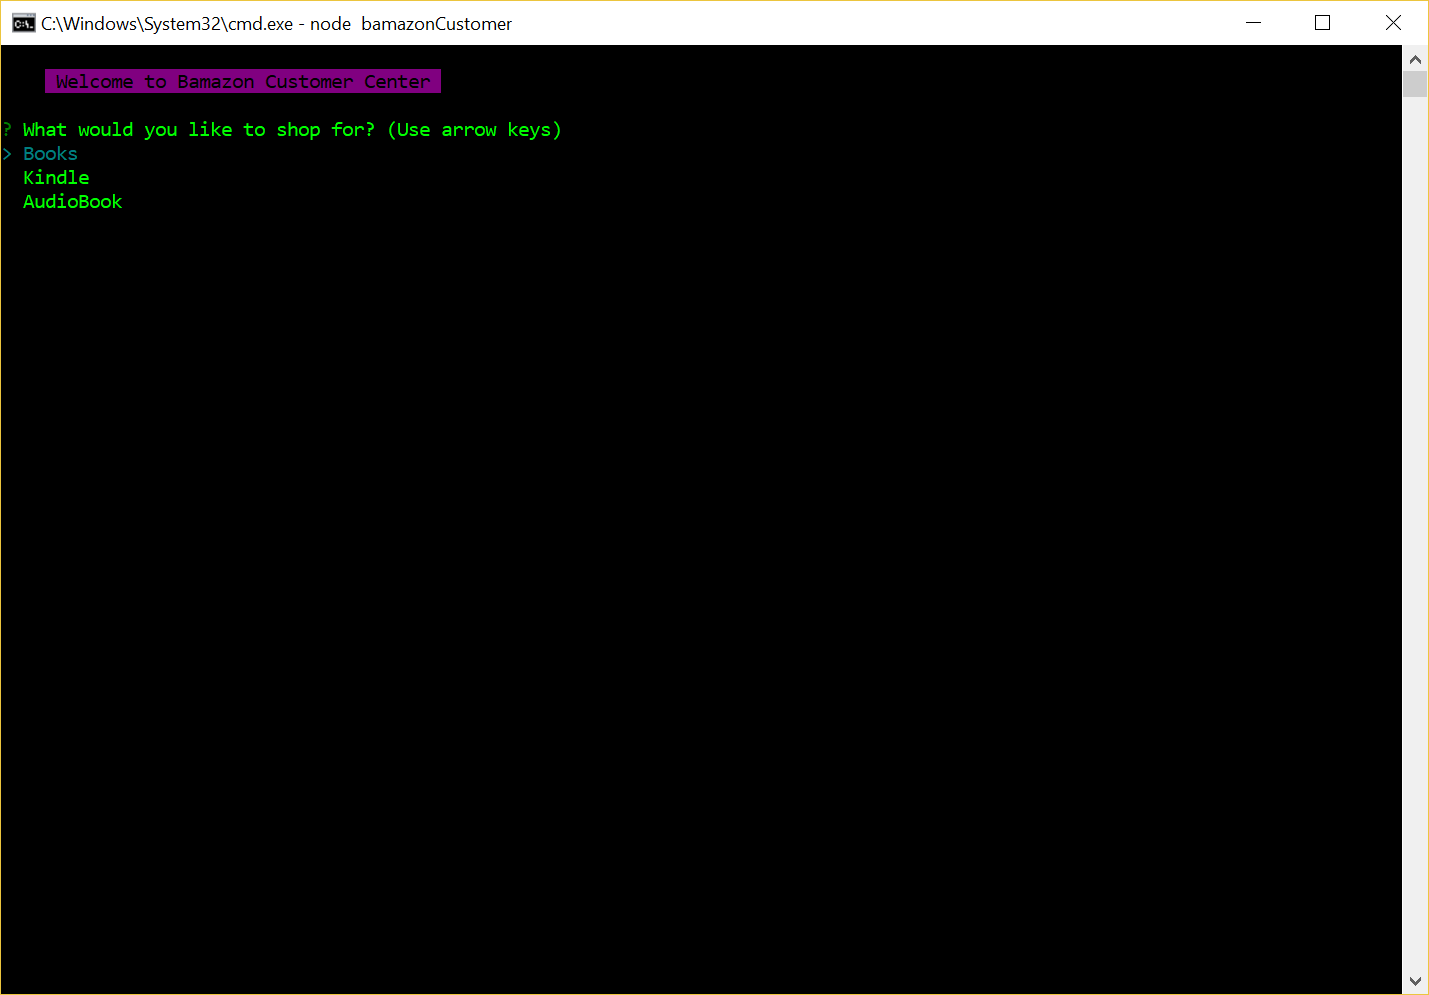 C:\Windows\System32\cmd.exe - node  bamazonCustomer
Welcome to Bamazon Customer Center
? What would you like to shop for? (Use arrow keys)
> Books
Kindle
AudioBook